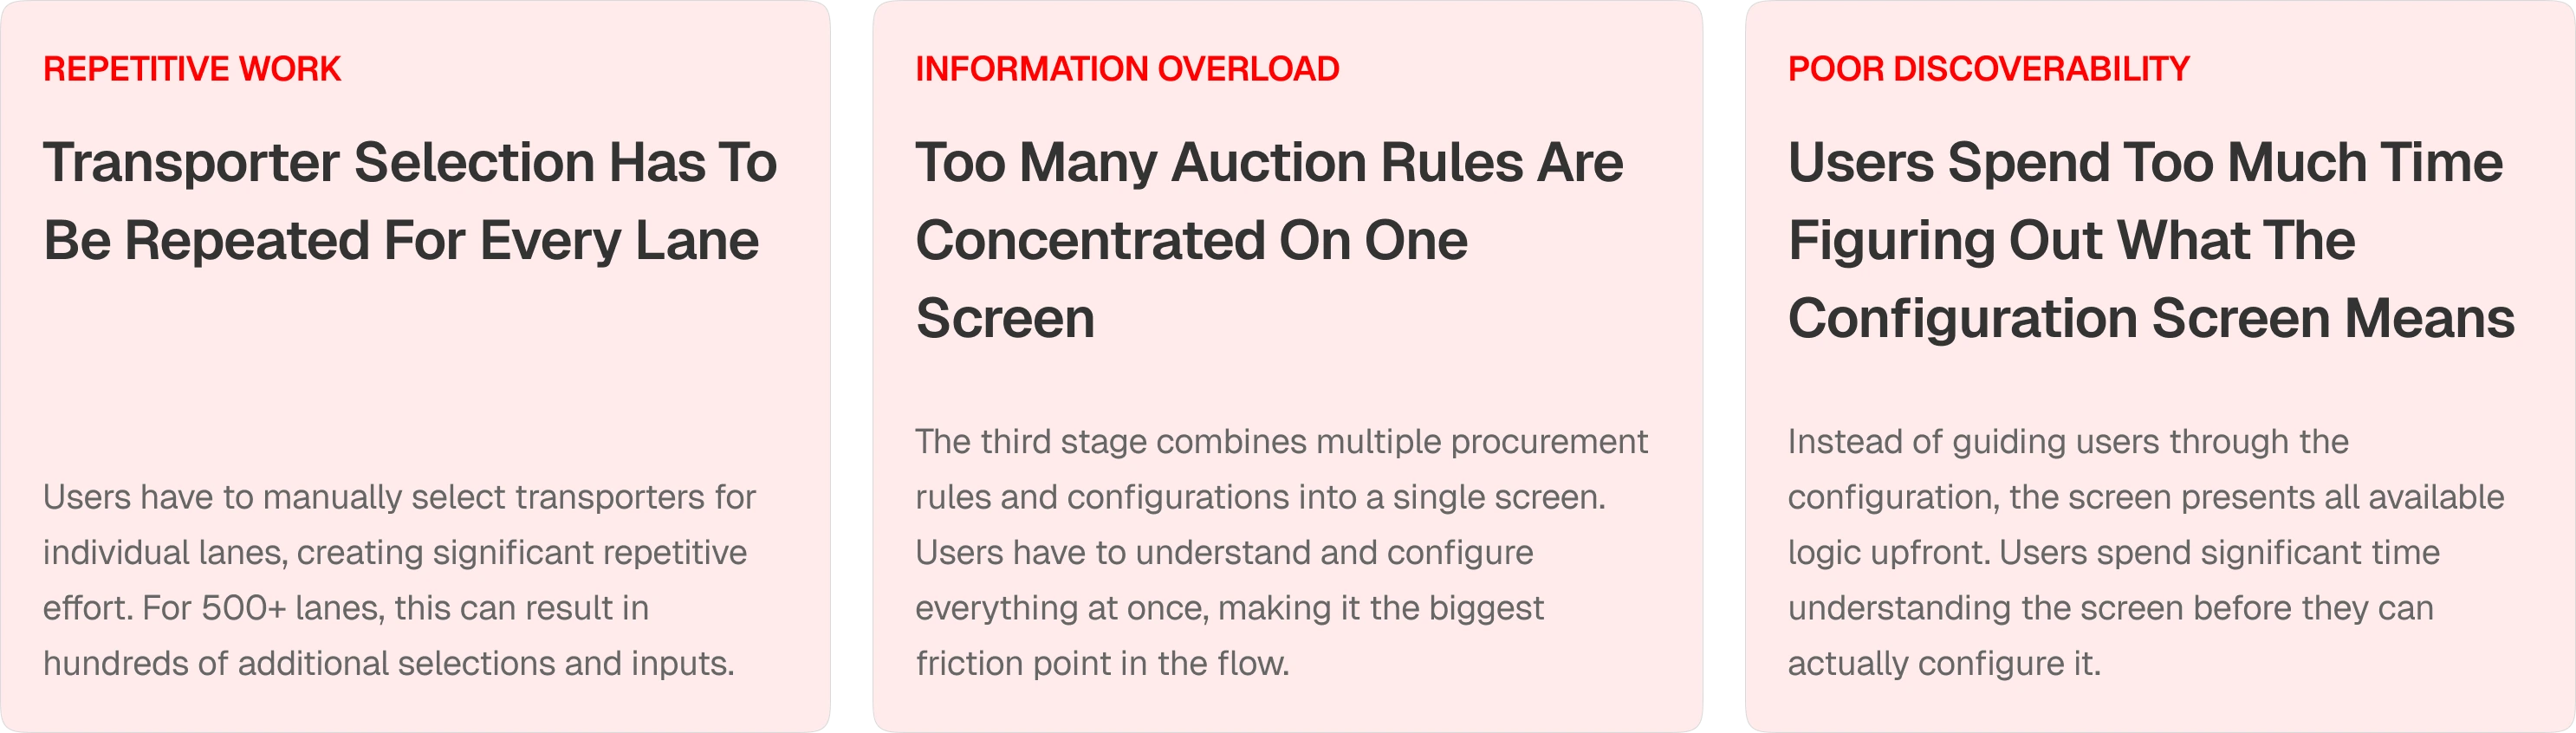 REPETITIVE WORK
Transporter Selection Has To
Be Repeated For Every Lane
Users have to manually select transporters for
individual lanes, creating significant repetitive
effort. For 500+ lanes, this can result in
hundreds of additional selections and inputs.
INFORMATION OVERLOAD
Too Many Auction Rules Are
Concentrated On One
Screen
The third stage combines multiple procurement
rules and configurations into a single screen.
Users have to understand and configure
everything at once, making it the biggest
friction point in the flow.
POOR DISCOVERABILITY
Users Spend Too Much Time
Figuring Out What The
Configuration Screen Means
Instead of guiding users through the
configuration, the screen presents all available
logic upfront. Users spend significant time
understanding the screen before they can
actually configure it.